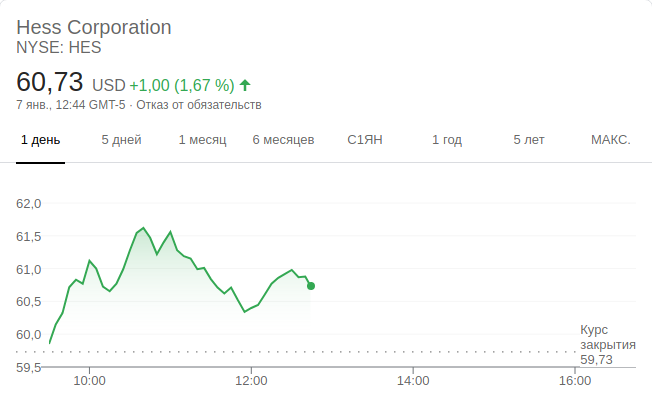 Hess Corporation
NYSE: HES
60,73 USD +1,00 (1,67 %)
7 янв., 12:44 GMT-5 · Отказ от обязательств
1 день 5 дней 1 месяц 6 месяцев С1ЯН 1 год 5 лет МАКС.
62,0
61,5
61,0
60,5
60,0
59,5
Курс
закрытия
59,73
10:00 12:00 14:00 16:00